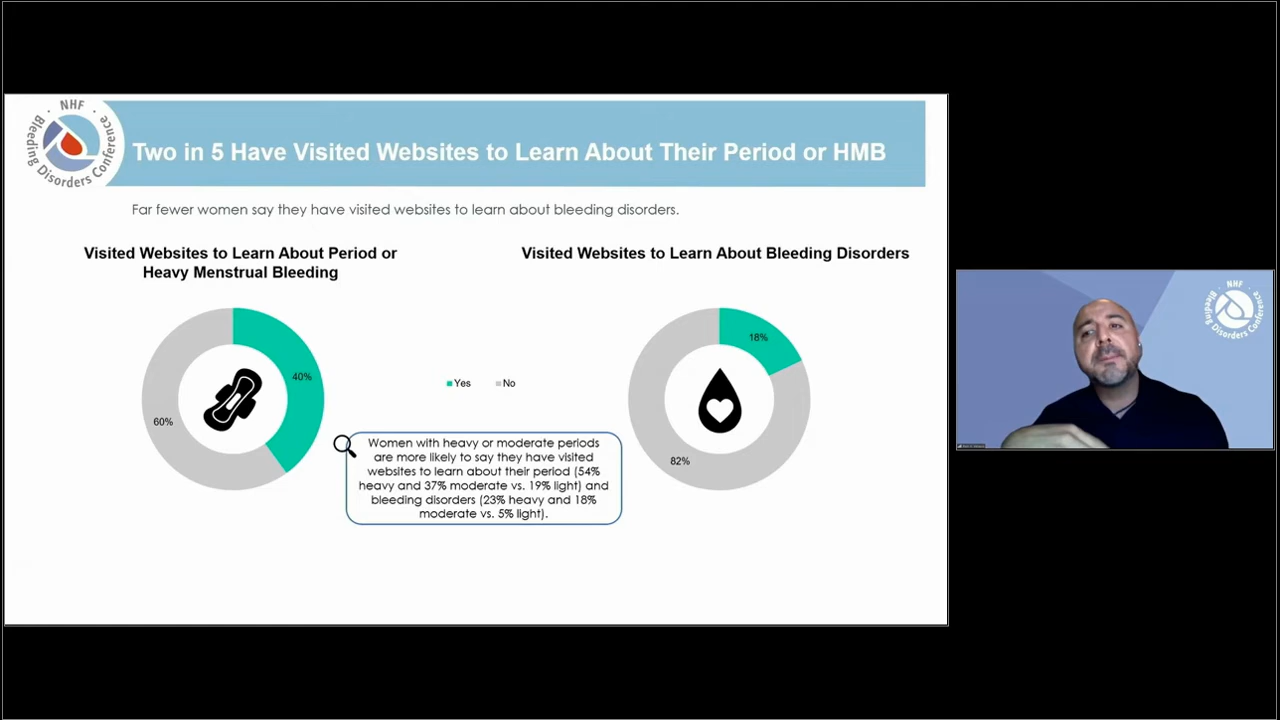 NHF
Bleeding Disorders Conference
Two in 5 Have Visited Websites to Learn About Their Period or HMB
Far fewer women say they have visited websites to learn about bleeding disorders.
Visited Websites to Learn About Period or
Heavy Menstrual Bleeding
40%
60%
Yes
No
Women with heavy or moderate periods
are more likely to say they have visited
websites to learn about their period (54%
heavy and 37% moderate vs. 19% light) and
bleeding disorders (23% heavy and 18%
moderate vs. 5% light).
Visited Websites to Learn About Bleeding Disorders
18%
82%
NHF
Bleeding Disorders Conference